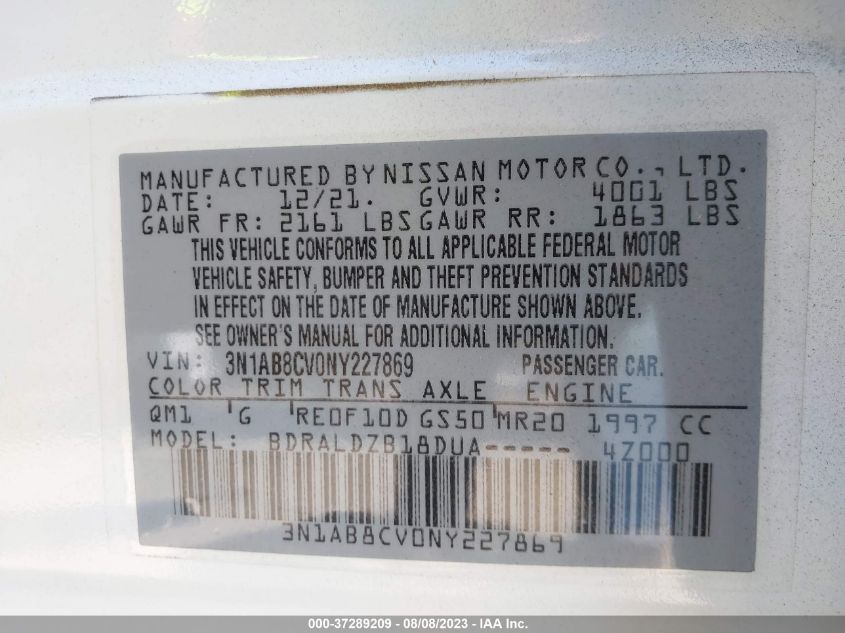 MANUFACTURED BY NISSAN MOTOR CO., LTD.
DATE: 12/21. GVWR: 4001 LBS
GAWR FR: 2161 LBS GAWR RR: 1863 LBS
THIS VEHICLE CONFORMS TO ALL APPLICABLE FEDERAL MOTOR
VEHICLE SAFETY, BUMPER AND THEFT PREVENTION STANDARDS
IN EFFECT ON THE DATE OF MANUFACTURE SHOWN ABOVE.
SEE OWNER'S MANUAL FOR ADDITIONAL INFORMATION.
VIN: 3N1AB8CV0NY227869 PASSENGER CAR.
COLOR TRIM TRANS AXLE ENGINE
QM1 G RE0F10D GS50 MR20 1997 CC
MODEL: BDRALDZB18DUA----- 4Z000
3N1AB8CV0NY227869
000-37289209 - 08/08/2023 - IAA Inc.